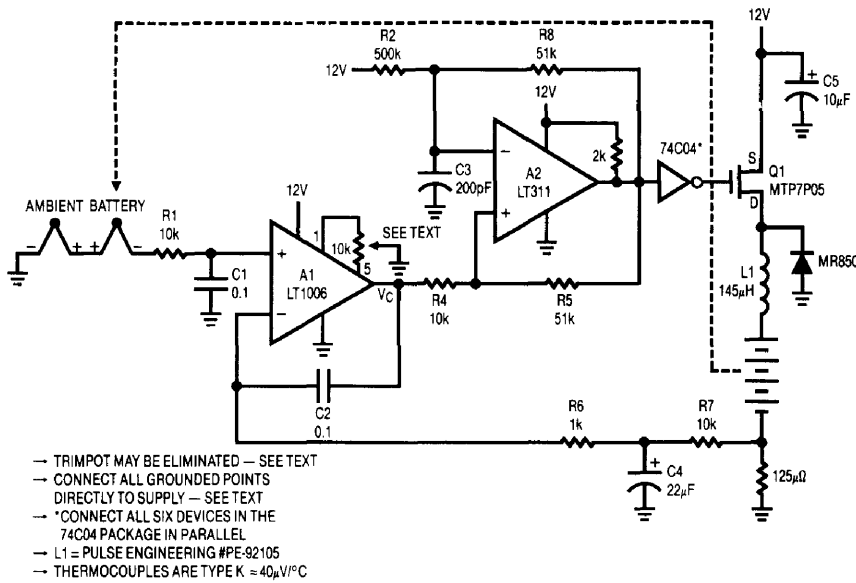 12V
R2
500k
R8
51k
12V
12V
C5
10µF
+
2k
74C04*
S
Q1
MTP7P05
D
C3
200pF
−
+
A2
LT311
AMBIENT BATTERY
− + + −
R1
10k
C1
0.1
12V
1
10k
SEE TEXT
5
+
−
A1
LT1006
VC
R4
10k
R5
51k
L1
145µH
MR850
C2
0.1
R6
1k
R7
10k
+
C4
22µF
125µΩ
→ TRIMPOT MAY BE ELIMINATED — SEE TEXT
→ CONNECT ALL GROUNDED POINTS
DIRECTLY TO SUPPLY — SEE TEXT
→ *CONNECT ALL SIX DEVICES IN THE
74C04 PACKAGE IN PARALLEL
→ L1 = PULSE ENGINEERING #PE-92105
→ THERMOCOUPLES ARE TYPE K ≈ 40µV/°C